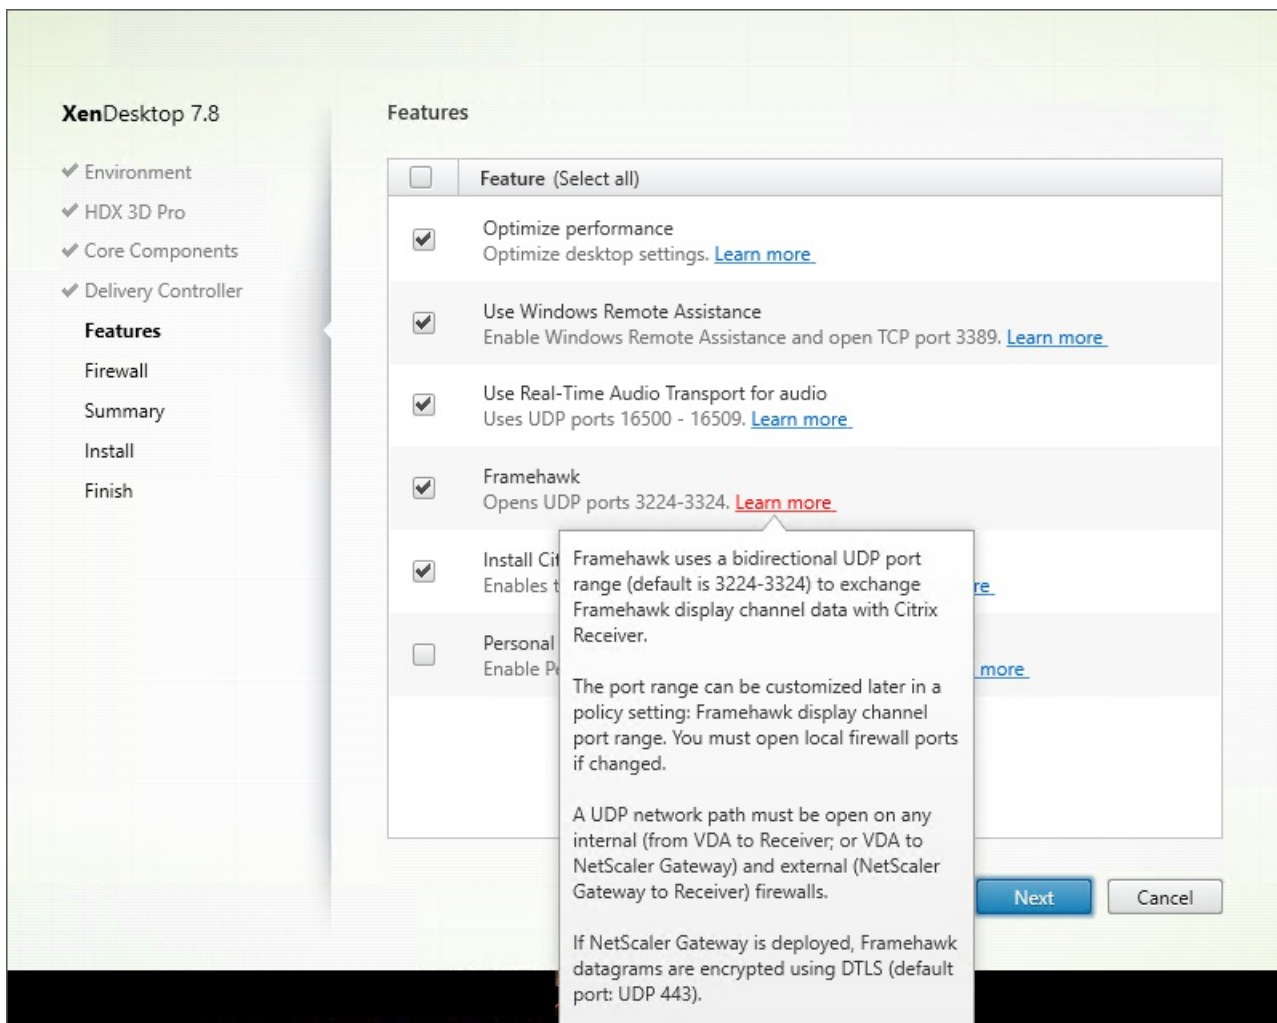 XenDesktop 7.8
Environment
HDX 3D Pro
Core Components
Delivery Controller
Features
Firewall
Summary
Install
Finish
Features
Feature (Select all)
Optimize performance
Optimize desktop settings. Learn more
Use Windows Remote Assistance
Enable Windows Remote Assistance and open TCP port 3389. Learn more
Use Real-Time Audio Transport for audio
Uses UDP ports 16500 - 16509. Learn more
Framehawk
Opens UDP ports 3224-3324. Learn more
Install Cit
Enables t
re
Personal
Enable Pe
more
Framehawk uses a bidirectional UDP port
range (default is 3224-3324) to exchange
Framehawk display channel data with Citrix
Receiver.
The port range can be customized later in a
policy setting: Framehawk display channel
port range. You must open local firewall ports
if changed.
A UDP network path must be open on any
internal (from VDA to Receiver; or VDA to
NetScaler Gateway) and external (NetScaler
Gateway to Receiver) firewalls.
If NetScaler Gateway is deployed, Framehawk
datagrams are encrypted using DTLS (default
port: UDP 443).
Next
Cancel